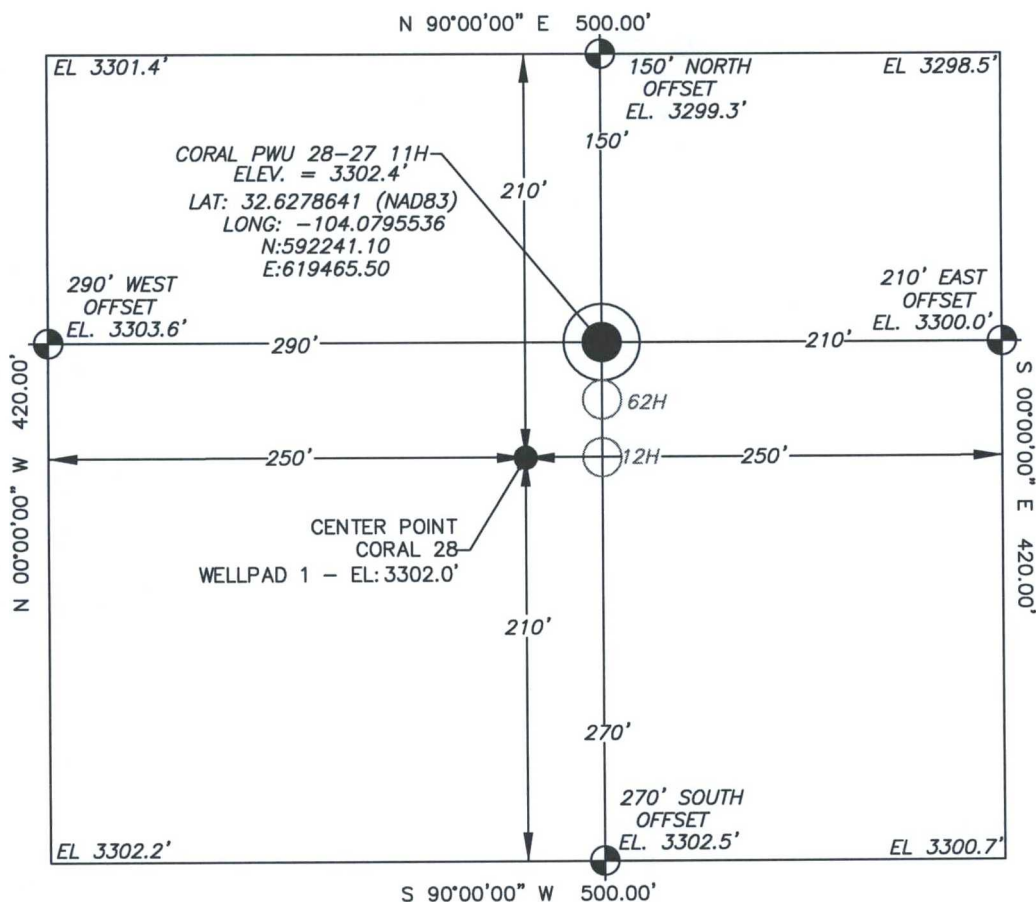 N 90°00'00" E 500.00'
EL 3301.4'
EL 3298.5'
150' NORTH
OFFSET
EL. 3299.3'
150'
CORAL PWU 28-27 11H
ELEV. = 3302.4'
LAT: 32.6278641 (NAD83)
LONG: -104.0795536
N:592241.10
E:619465.50
210'
290' WEST
OFFSET
EL. 3303.6'
210' EAST
OFFSET
EL. 3300.0'
290'
210'
N 00°00'00" W 420.00'
S 00°00'00" E 420.00'
62H
250'
12H
250'
CENTER POINT
CORAL 28
WELLPAD 1 - EL:3302.0'
210'
270'
270' SOUTH
OFFSET
EL. 3302.5'
EL 3302.2'
EL 3300.7'
S 90°00'00" W 500.00'